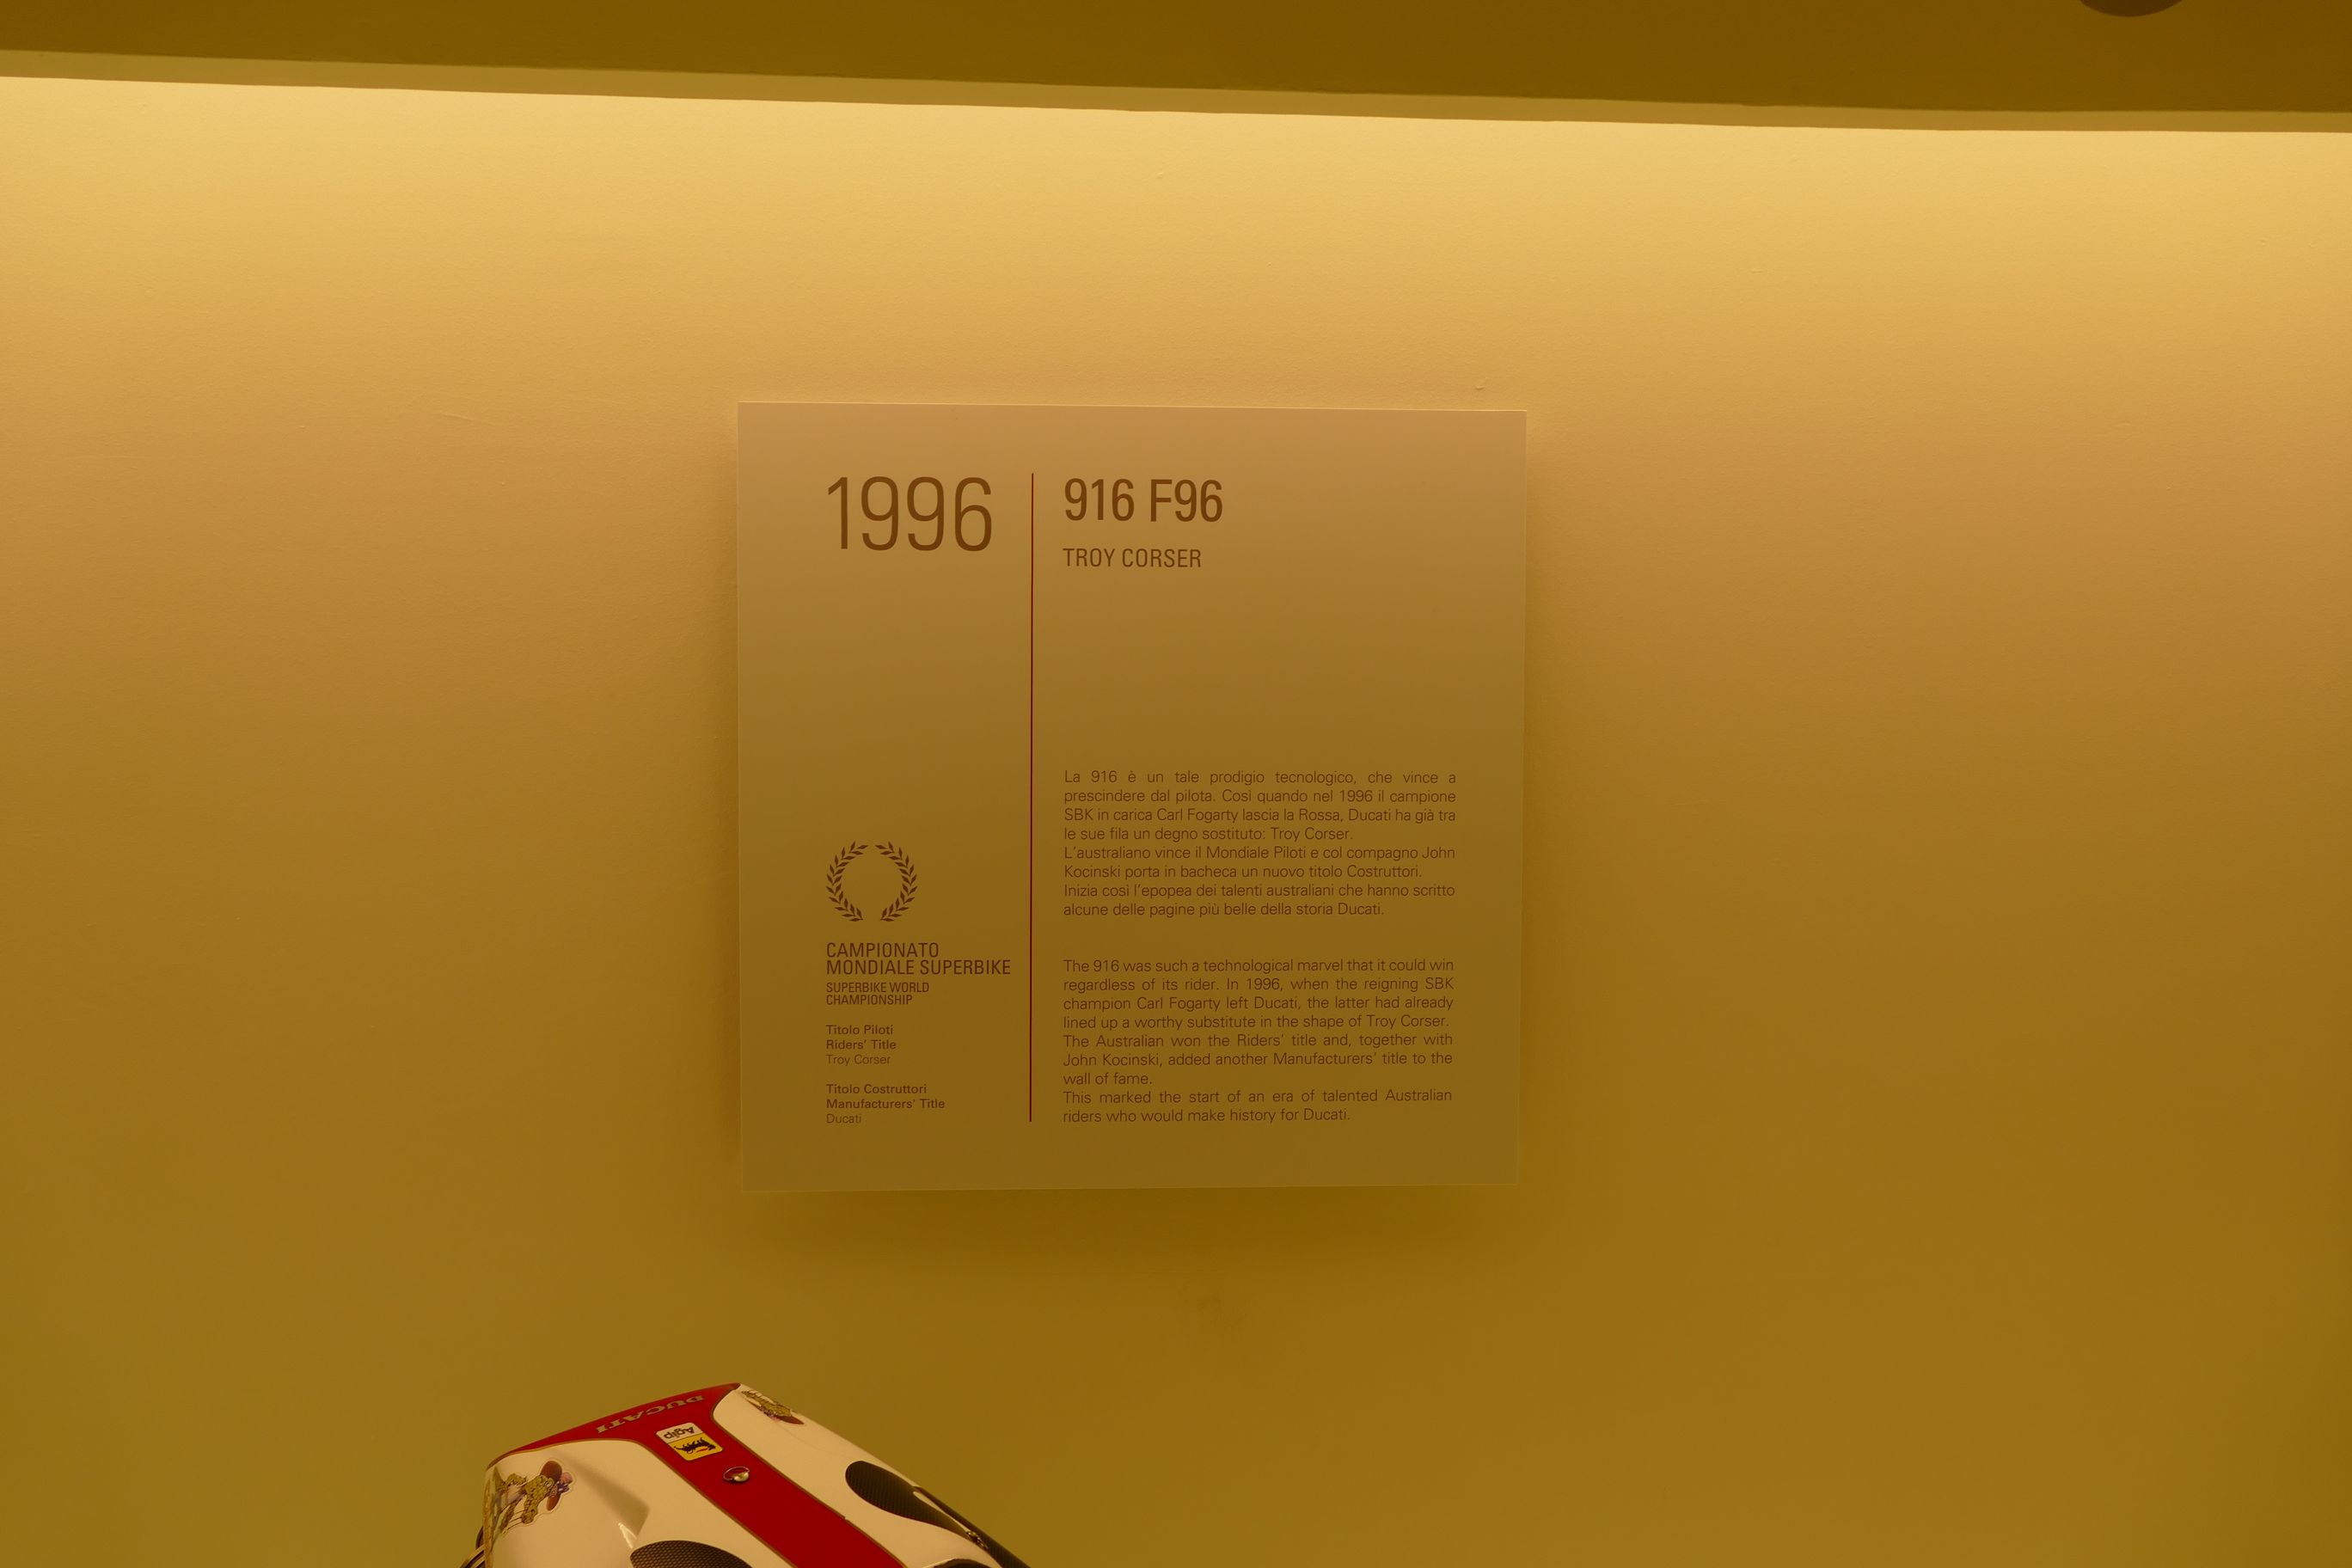 1996
916 F96
TROY CORSER
La 916 è un tale prodigio tecnologico, che vince a
prescindere dal pilota. Così quando nel 1996 il campione
SBK in carica Carl Fogarty lascia la Rossa, Ducati ha già tra
le sue fila un degno sostituto: Troy Corser.
L'australiano vince il Mondiale Piloti e col compagno John
Kocinski porta in bacheca un nuovo titolo Costruttori.
Inizia così l'epopea dei talenti australiani che hanno scritto
alcune delle pagine più belle della storia Ducati.
The 916 was such a technological marvel that it could win
regardless of its rider. In 1996, when the reigning SBK
champion Carl Fogarty left Ducati, the latter had already
lined up a worthy substitute in the shape of Troy Corser.
The Australian won the Riders' title and, together with
John Kocinski, added another Manufacturers' title to the
wall of fame.
This marked the start of an era of talented Australian
riders who would make history for Ducati.
CAMPIONATO
MONDIALE SUPERBIKE
SUPERBIKE WORLD
CHAMPIONSHIP
Titolo Piloti
Riders' Title
Troy Corser
Titolo Costruttori
Manufacturers' Title
Ducati
DUCATI
Agip